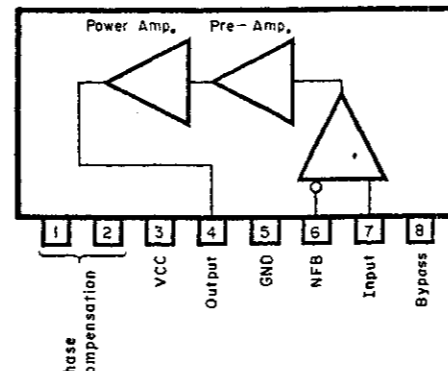 Power Amp. Pre-Amp.
1 2 3 4 5 6 7 8
hase
ompensation
VCC
Output
GND
NFB
Input
Bypass